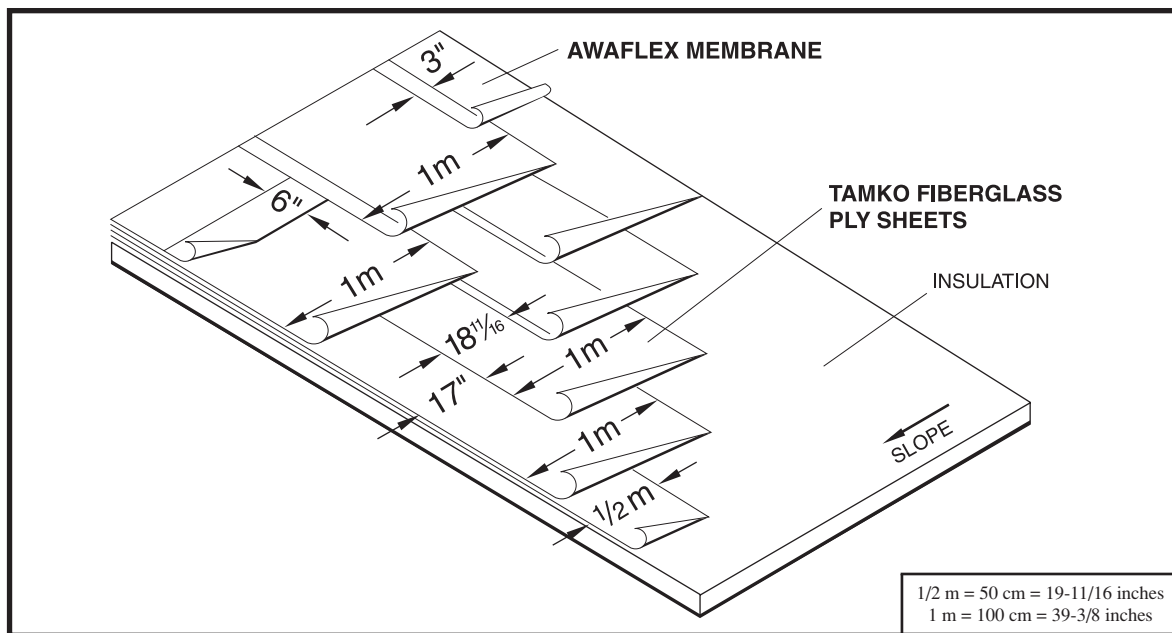 3"
AWAFLEX MEMBRANE
1m
6"
TAMKO FIBERGLASS
PLY SHEETS
1m
INSULATION
18 11/16
1m
17"
1m
SLOPE
1/2 m
1/2 m = 50 cm = 19-11/16 inches
1 m = 100 cm = 39-3/8 inches